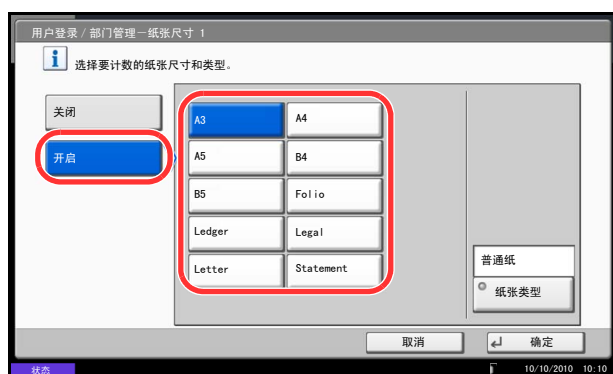 用户登录/部门管理-纸张尺寸 1
选择要计数的纸张尺寸和类型。
关闭
开启
A3
A4
A5
B4
B5
Folio
Ledger
Legal
Letter
Statement
普通纸
纸张类型
取消
确定
状态
10/10/2010 10:10